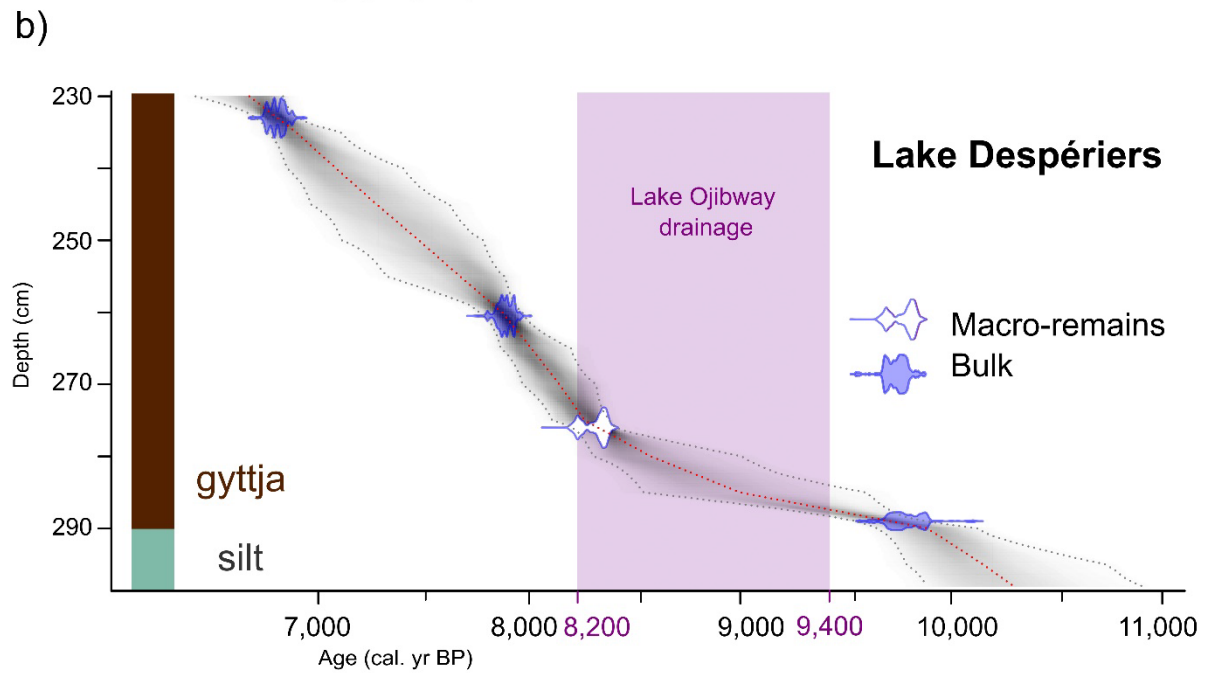 b)
Lake Despériers
Lake Ojibway
drainage
Macro-remains
Bulk
Depth (cm)
230
250
270
290
gyttja
silt
7,000
8,000
8,200
9,000
9,400
10,000
11,000
Age (cal. yr BP)